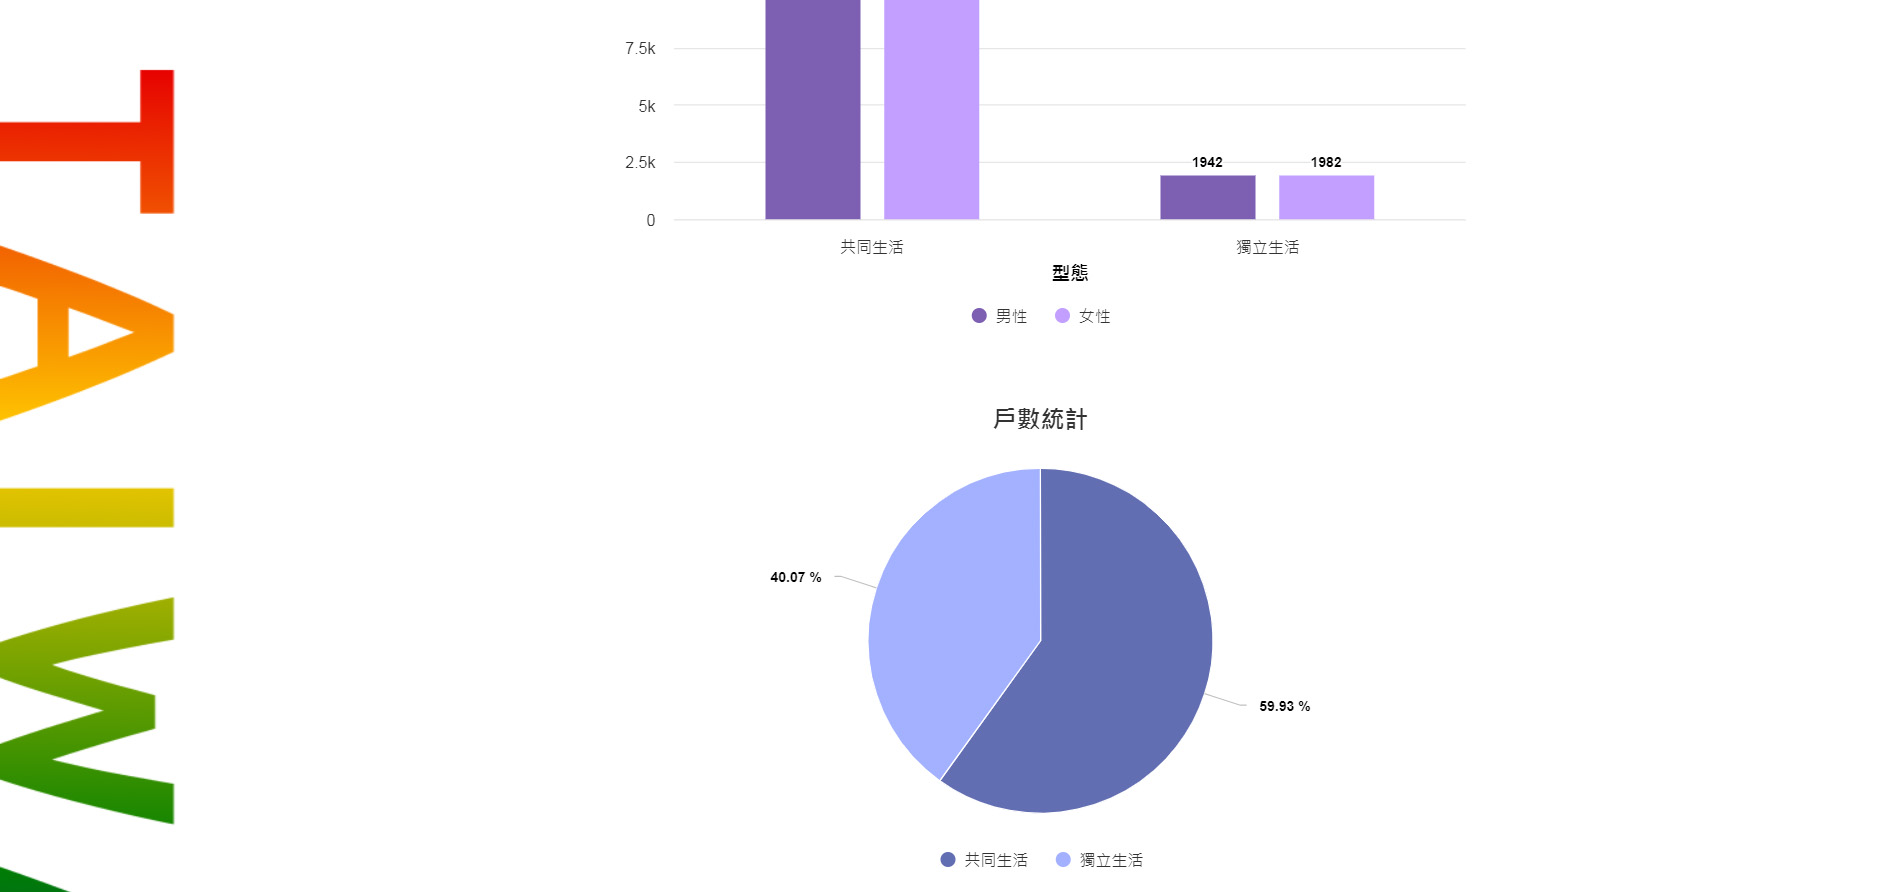 TAIW
7.5k
5k
2.5k
0
1942
1982
共同生活
獨立生活
型態
男性
女性
戶數統計
40.07 %
59.93 %
共同生活
獨立生活